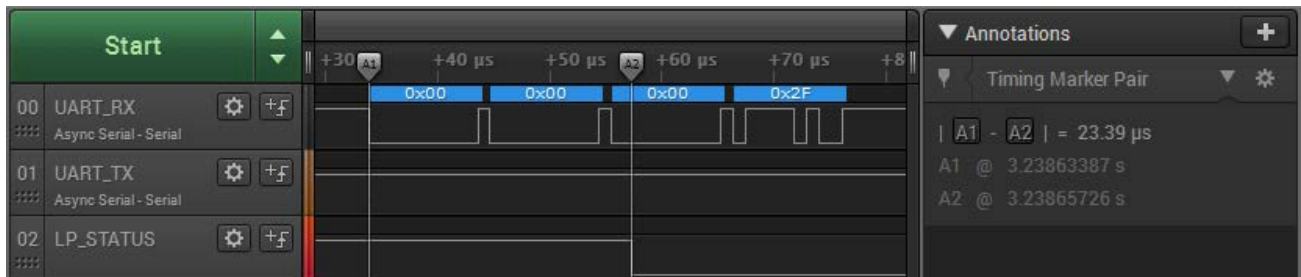 Start
+30 A1 +40 µs +50 µs A2 +60 µs +70 µs +8
0x00 0x00 0x00 0x2F
00 UART_RX
Async Serial - Serial
01 UART_TX
Async Serial - Serial
02 LP_STATUS
Annotations
Timing Marker Pair
| A1 - A2 | = 23.39 µs
A1 @ 3.23863387 s
A2 @ 3.23865726 s